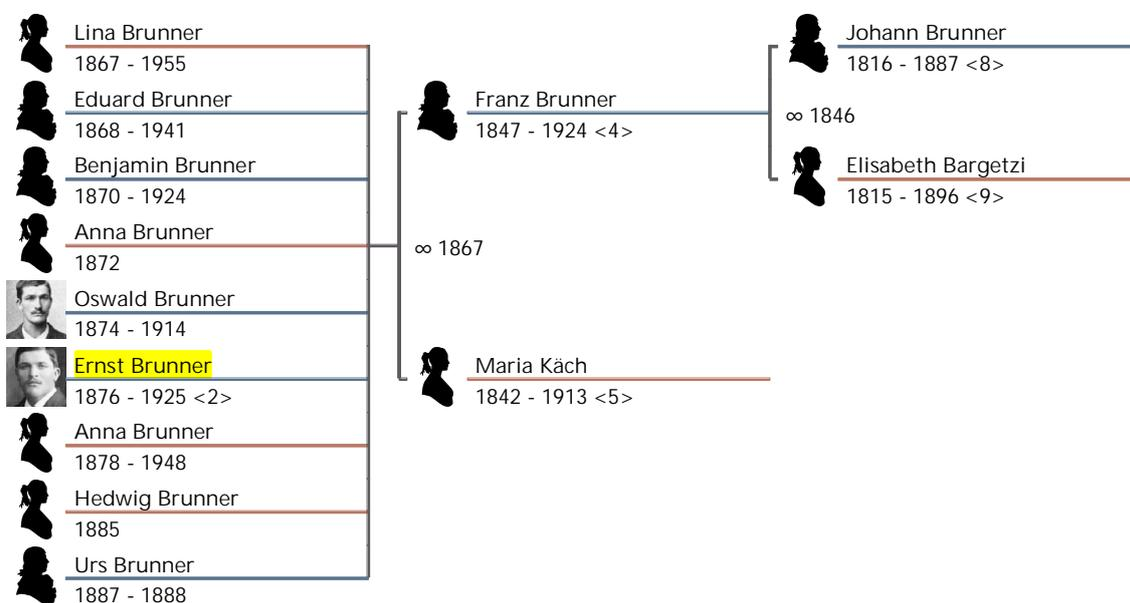 Lina Brunner
1867 - 1955
Eduard Brunner
1868 - 1941
Benjamin Brunner
1870 - 1924
Anna Brunner
1872
Oswald Brunner
1874 - 1914
Ernst Brunner
1876 - 1925 <2>
Anna Brunner
1878 - 1948
Hedwig Brunner
1885
Urs Brunner
1887 - 1888
Franz Brunner
1847 - 1924 <4>
∞ 1867
Maria Käch
1842 - 1913 <5>
Johann Brunner
1816 - 1887 <8>
∞ 1846
Elisabeth Bargetzi
1815 - 1896 <9>